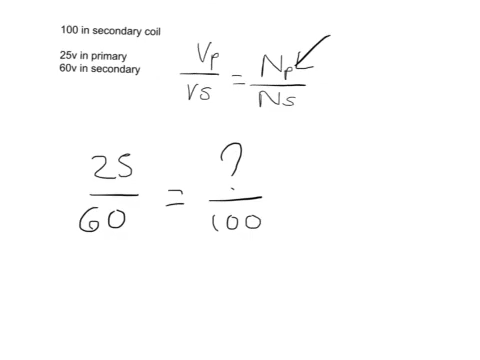 100 in secondary coil
25v in primary
60v in secondary
Vp/Vs = Np/Ns
25/60 = ?/100